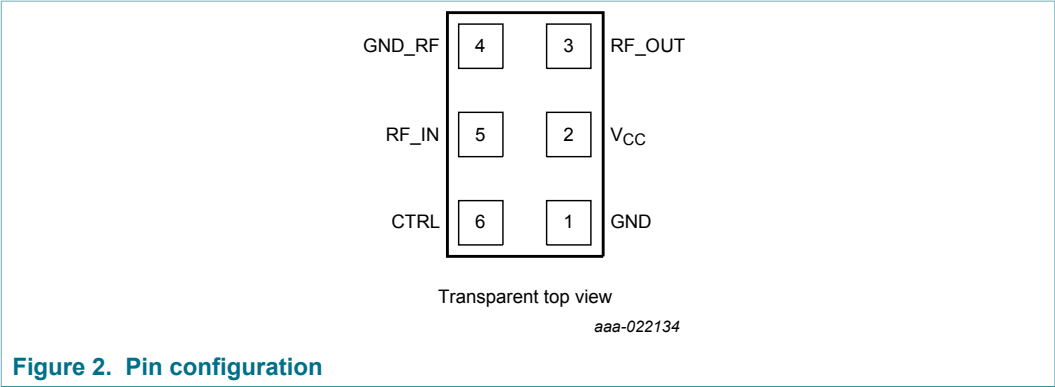 GND_RF 4 3 RF_OUT
RF_IN 5 2 VCC
CTRL 6 1 GND
Transparent top view
aaa-022134
Figure 2. Pin configuration